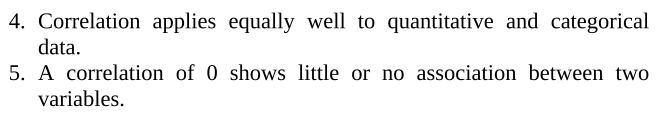 4. Correlation applies equally well to quantitative and categorical
data.
5. A correlation of 0 shows little or no association between two
variables.